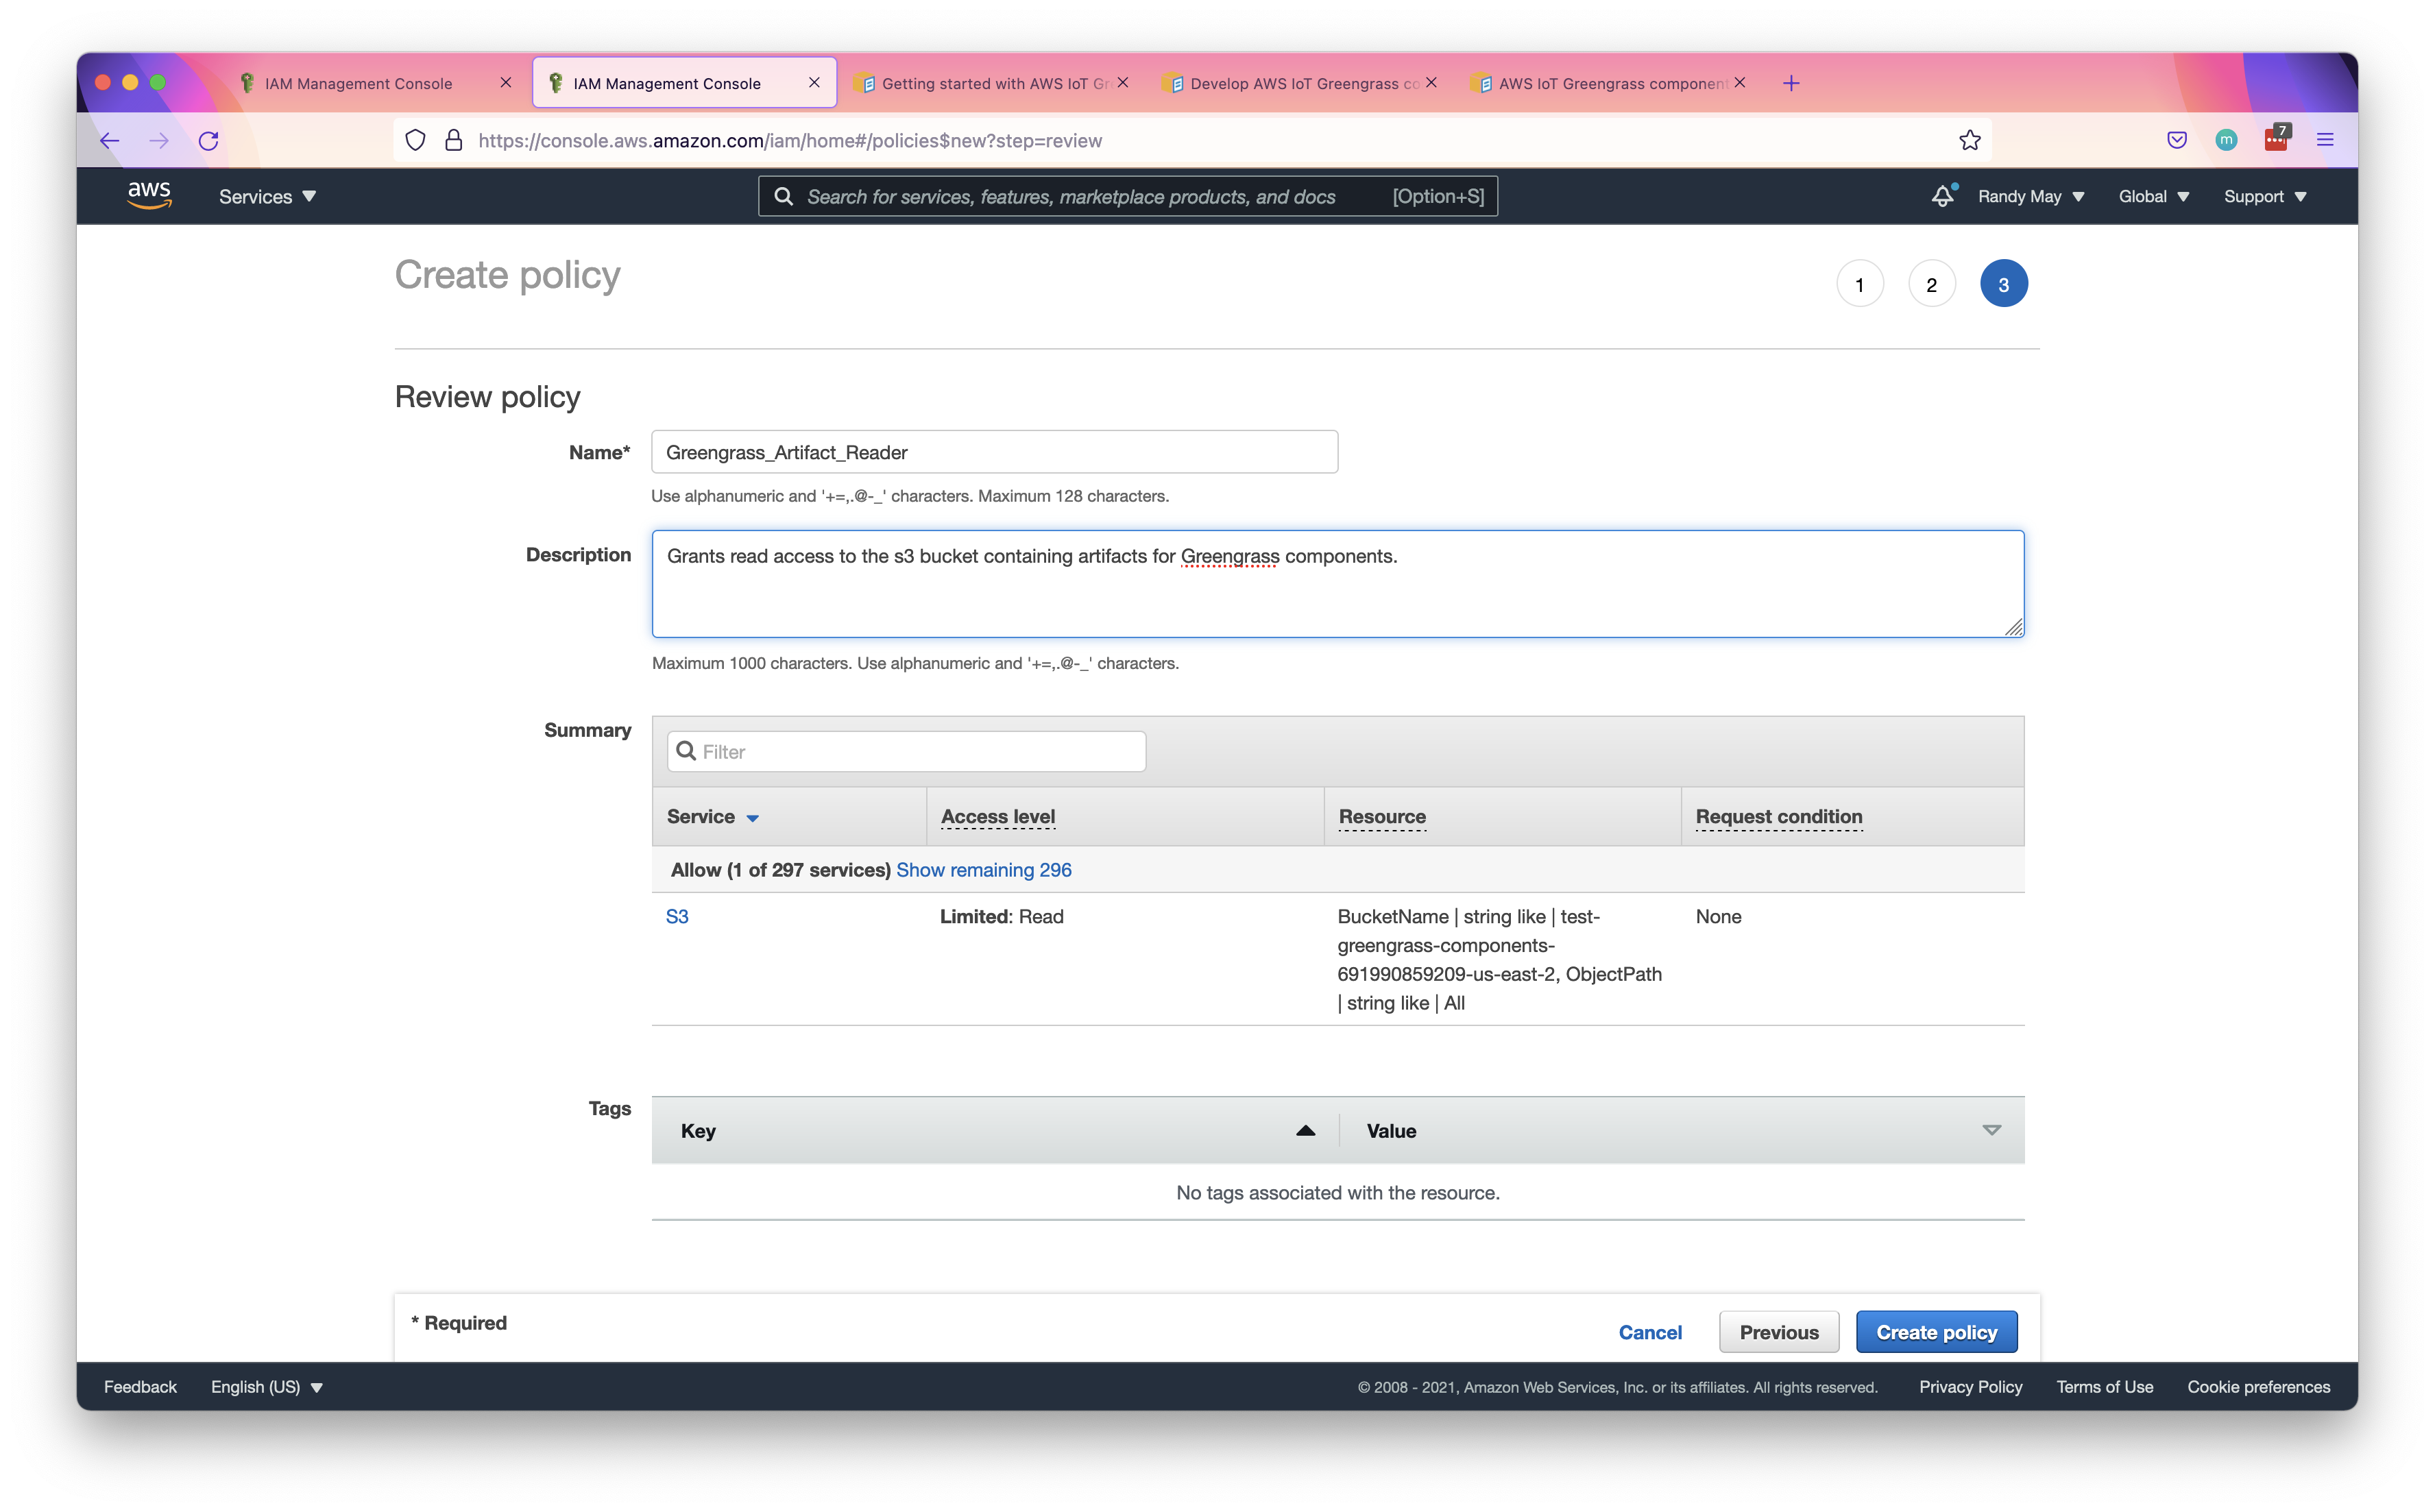 IAM Management Console
IAM Management Console
Getting started with AWS IoT Gr
Develop AWS IoT Greengrass co
AWS IoT Greengrass component
https://console.aws.amazon.com/iam/home#/policies$new?step=review
m
7
aws
Services
Search for services, features, marketplace products, and docs
[Option+S]
Randy May
Global
Support
Create policy
1
2
3
Review policy
Name*
Greengrass_Artifact_Reader
Use alphanumeric and '+=,.@-_' characters. Maximum 128 characters.
Description
Grants read access to the s3 bucket containing artifacts for Greengrass components.
Maximum 1000 characters. Use alphanumeric and '+=,.@-_' characters.
Summary
Filter
Service
Access level
Resource
Request condition
Allow (1 of 297 services) Show remaining 296
S3
Limited: Read
BucketName | string like | test-
greengrass-components-
691990859209-us-east-2, ObjectPath
| string like | All
None
Tags
Key
Value
No tags associated with the resource.
* Required
Cancel
Previous
Create policy
Feedback
English (US)
© 2008 - 2021, Amazon Web Services, Inc. or its affiliates. All rights reserved.
Privacy Policy
Terms of Use
Cookie preferences